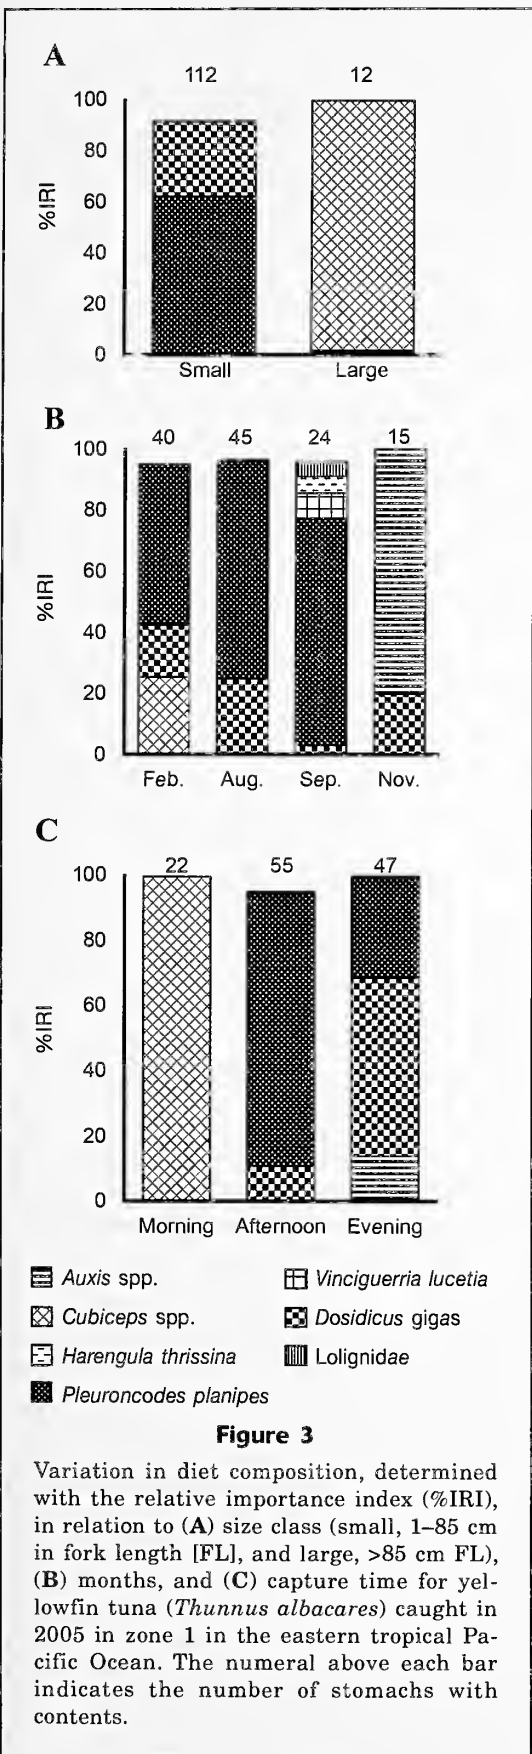 A
112 12
100
80
60
40
20
0
%IRI
Small Large
B
40 45 24 15
100
80
60
40
20
0
%IRI
Feb. Aug. Sep. Nov.
C
22 55 47
100
80
60
40
20
0
%IRI
Morning Afternoon Evening
Auxis spp. Vinciguerria lucetia
Cubiceps spp. Dosidicus gigas
Harengula thrissina Lolignidae
Pleuroncodes planipes
Figure 3
Variation in diet composition, determined
with the relative importance index (%IRI),
in relation to (A) size class (small, 1–85 cm
in fork length [FL], and large, >85 cm FL),
(B) months, and (C) capture time for yel-
lowfin tuna (Thunnus albacares) caught in
2005 in zone 1 in the eastern tropical Pa-
cific Ocean. The numeral above each bar
indicates the number of stomachs with
contents.